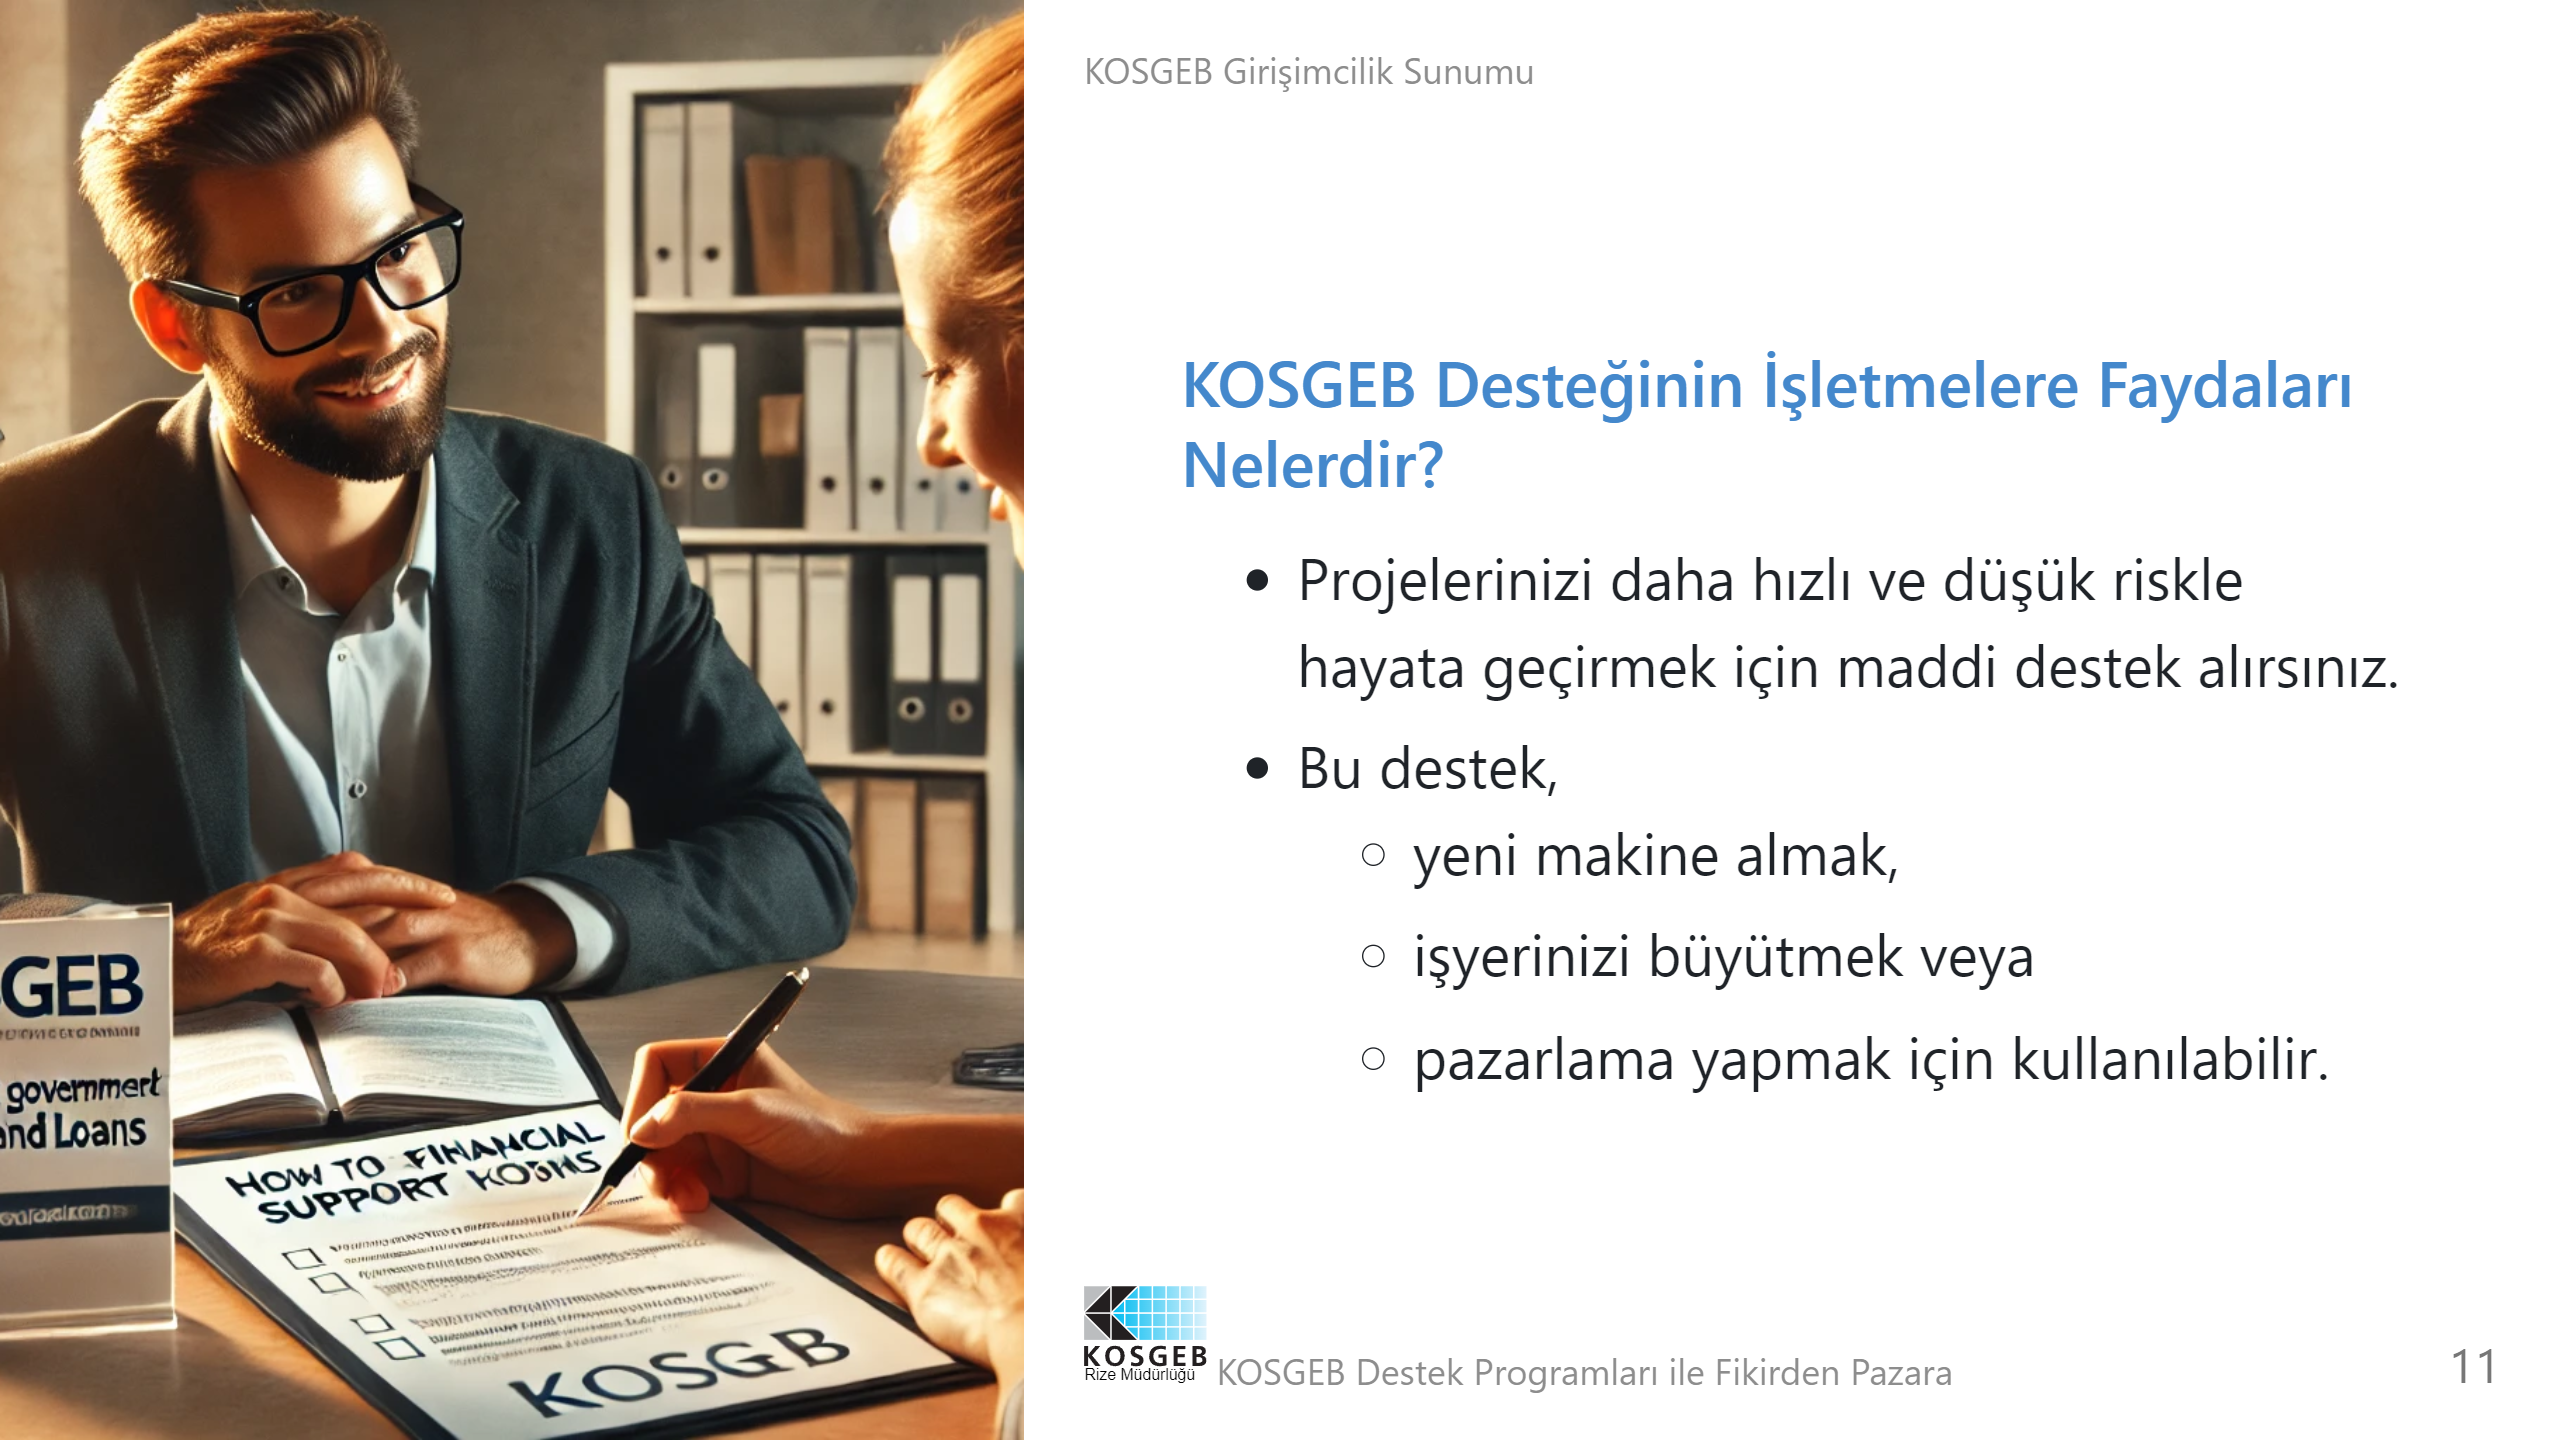 KOSGEB Girişimcilik Sunumu
KOSGEB Desteğinin İşletmelere Faydaları
Nelerdir?
• Projelerinizi daha hızlı ve düşük riskle
hayata geçirmek için maddi destek alırsınız.
• Bu destek,
○ yeni makine almak,
○ işyerinizi büyütmek veya
○ pazarlama yapmak için kullanılabilir.
GEB
government
and Loans
HOW TO FINANCIAL
SUPPORT
KOSGB
KOSGEB
Rize Müdürlüğü
KOSGEB Destek Programları ile Fikirden Pazara
11